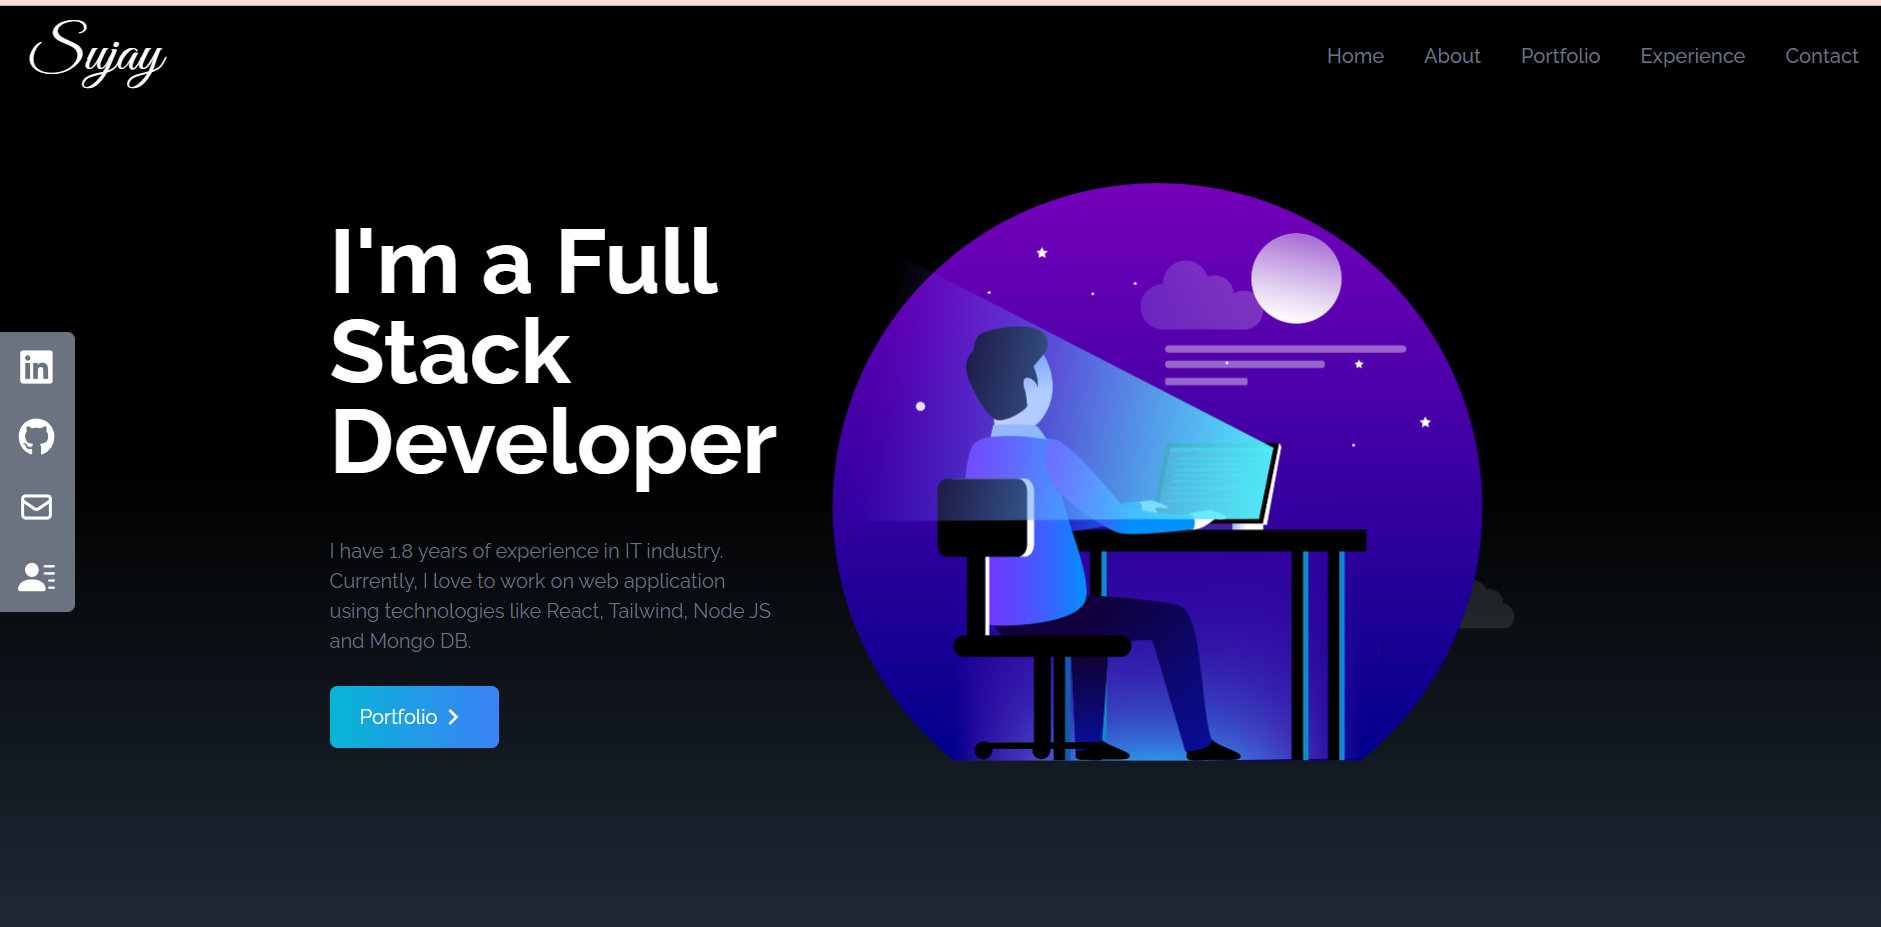 Sujay
Home About Portfolio Experience Contact
I'm a Full
Stack
Developer
I have 1.8 years of experience in IT industry.
Currently, I love to work on web application
using technologies like React, Tailwind, Node JS
and Mongo DB.
Portfolio
in